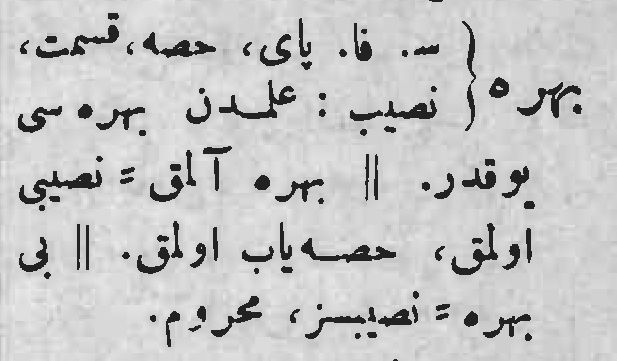 بهره } سـ. فا. پای، حصه، قسمت،
نصیب : علمدن بهره سی
یوقدر. || بهره آلمق = نصیبی
اولمق، حصه‌یاب اولمق. || بی
بهره = نصیبسز، محروم.